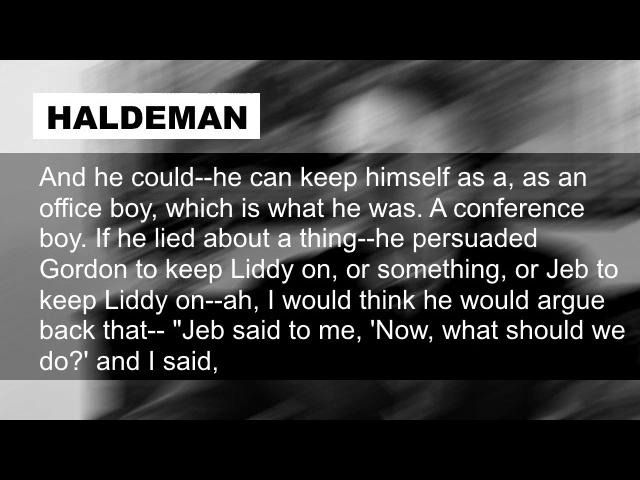 HALDEMAN
And he could--he can keep himself as a, as an
office boy, which is what he was. A conference
boy. If he lied about a thing--he persuaded
Gordon to keep Liddy on, or something, or Jeb to
keep Liddy on--ah, I would think he would argue
back that-- "Jeb said to me, 'Now, what should we
do?' and I said,